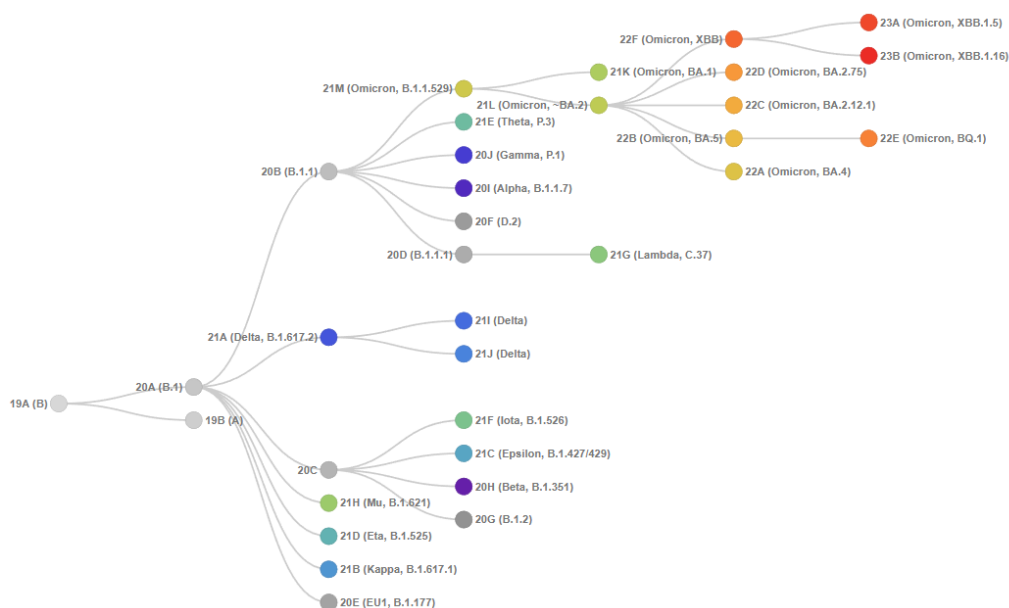 23A (Omicron, XBB.1.5)
22F (Omicron, XBB)
23B (Omicron, XBB.1.16)
21K (Omicron, BA.1)
22D (Omicron, BA.2.75)
21M (Omicron, B.1.1.529)
21L (Omicron, ~BA.2)
22C (Omicron, BA.2.12.1)
21E (Theta, P.3)
22B (Omicron, BA.5)
22E (Omicron, BQ.1)
20J (Gamma, P.1)
20B (B.1.1)
22A (Omicron, BA.4)
20I (Alpha, B.1.1.7)
20F (D.2)
20D (B.1.1.1)
21G (Lambda, C.37)
21I (Delta)
21A (Delta, B.1.617.2)
21J (Delta)
20A (B.1)
19A (B)
19B (A)
21F (Iota, B.1.526)
21C (Epsilon, B.1.427/429)
20C
20H (Beta, B.1.351)
21H (Mu, B.1.621)
20G (B.1.2)
21D (Eta, B.1.525)
21B (Kappa, B.1.617.1)
20E (EU1, B.1.177)